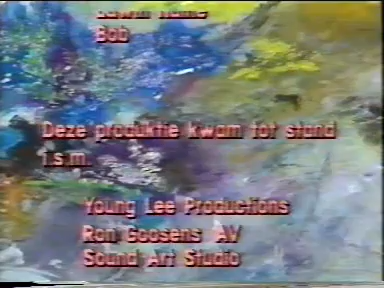 Bob
Deze produktie kwam tot stand
i.s.m.
Young Lee Productions
Ron Goosens AV
Sound Art Studio